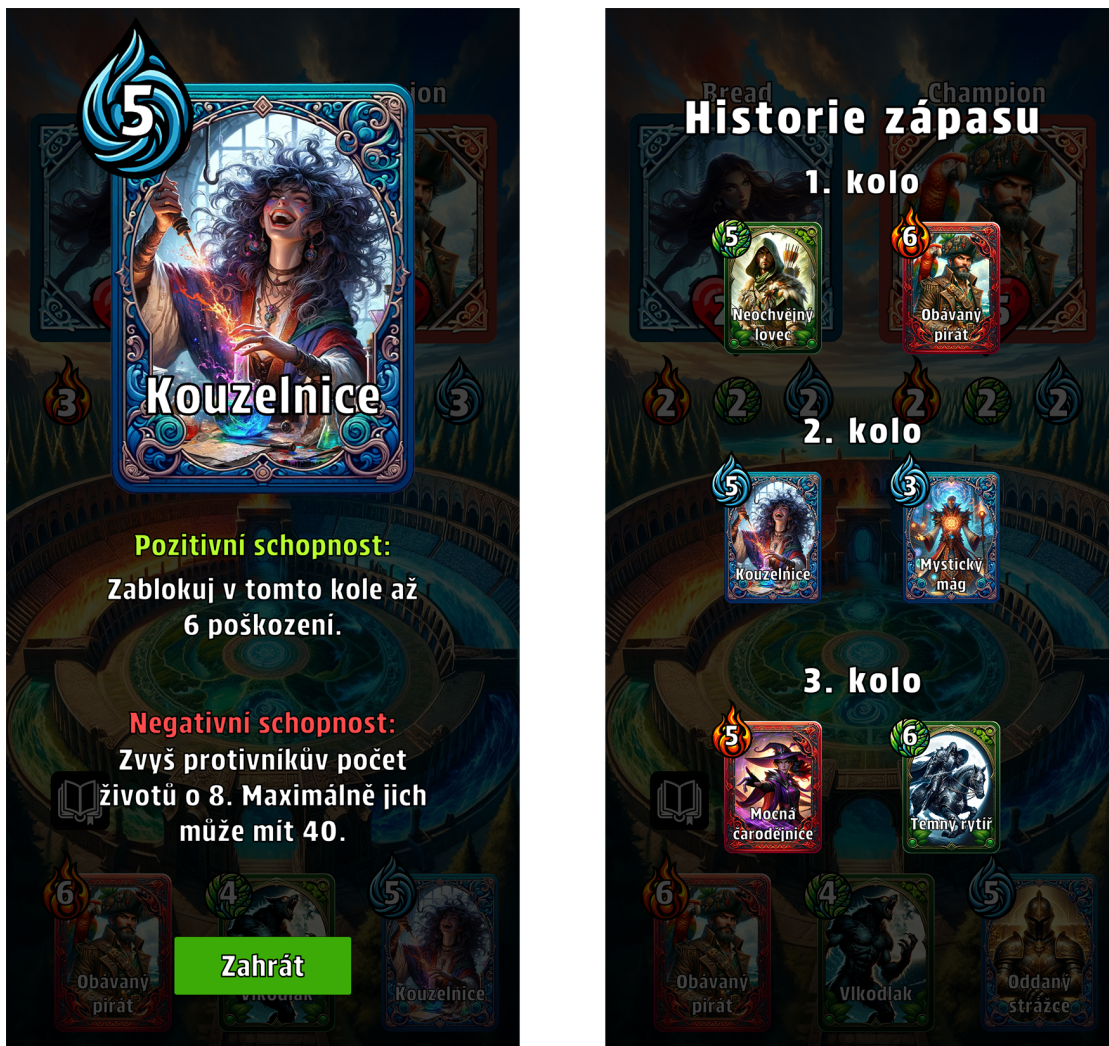 5
ion
3
3
Kouzelnice
Pozitivní schopnost:
Zablokuj v tomto kole až
6 poškození.
Negativní schopnost:
Zvyš protivníkův počet
životů o 8. Maximálně jich
může mít 40.
6
4
5
Obávaný
pirát
Vlkodlak
Kouzelnice
Zahrát
Bread
Champion
Historie zápasu
1. kolo
5
6
Neochvějný
lovec
Obávaný
pirát
2
2
2
2
2
2
2. kolo
5
3
Kouzelnice
Mystický
mág
3. kolo
5
6
Mocná
čarodějnice
Temný rytíř
6
4
5
Obávaný
pirát
Vlkodlak
Oddaný
strážce